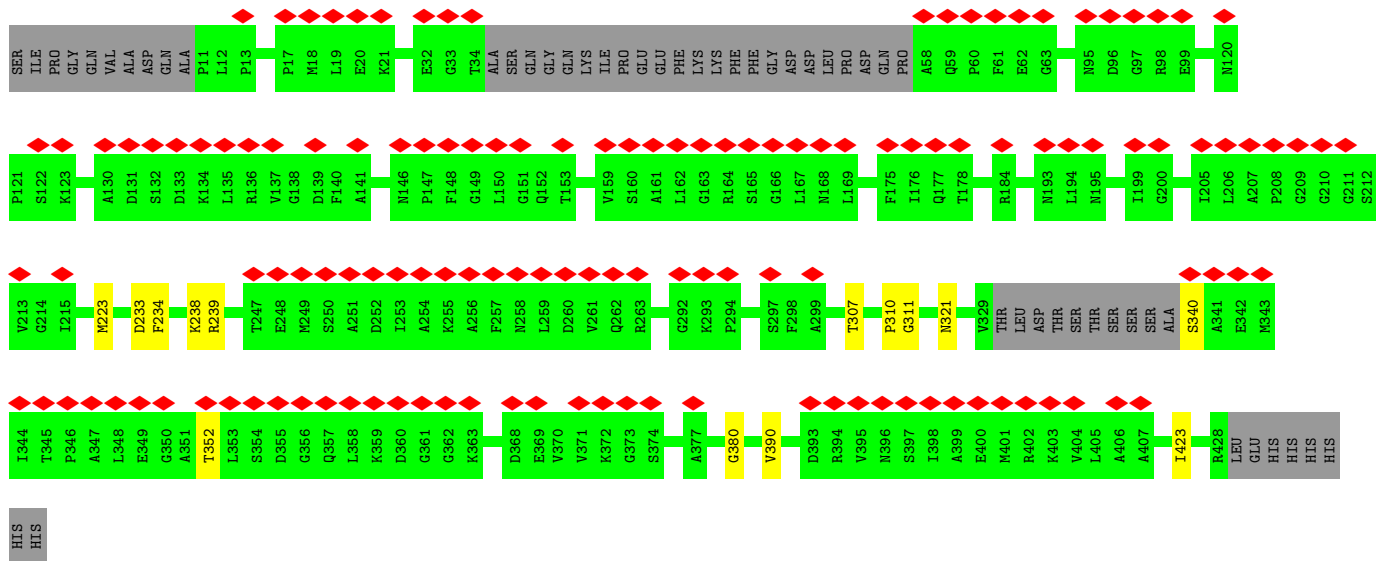 SER ILE PRO GLY GLN VAL ALA ASP GLN ALA P11 L12 P13 P17 M18 L19 E20 K21 E32 G33 T34 ALA SER GLN GLY GLN LYS ILE PRO GLU GLU PHE LYS LYS PHE PHE GLY ASP ASP LEU PRO ASP GLN PRO A58 Q59 P60 F61 E62 G63 N95 D96 G97 R98 E99 N120
P121 S122 K123 A130 D131 S132 D133 K134 L135 R136 V137 G138 D139 F140 A141 N146 P147 F148 G149 L150 G151 Q152 T153 V159 S160 A161 L162 G163 R164 S165 G166 L167 N168 L169 F175 I176 Q177 T178 R184 N193 L194 N195 I199 G200 I205 L206 A207 P208 G209 G210 G211 S212
V213 G214 I215 M223 D233 F234 K238 R239 T247 E248 M249 S250 A251 D252 I253 A254 K255 A256 F257 N258 L259 D260 V261 Q262 R263 G292 K293 P294 S297 F298 A299 T307 P310 G311 N321 V329 THR LEU ASP THR SER THR SER SER SER ALA S340 A341 E342 M343
I344 T345 P346 A347 L348 E349 G350 A351 T352 L353 S354 D355 G356 Q357 L358 K359 D360 G361 G362 K363 D368 E369 V370 V371 K372 G373 S374 A377 G380 V390 D393 R394 V395 N396 S397 I398 A399 E400 M401 R402 K403 V404 L405 A406 A407 I423 R428 LEU GLU HIS HIS HIS HIS
HIS HIS